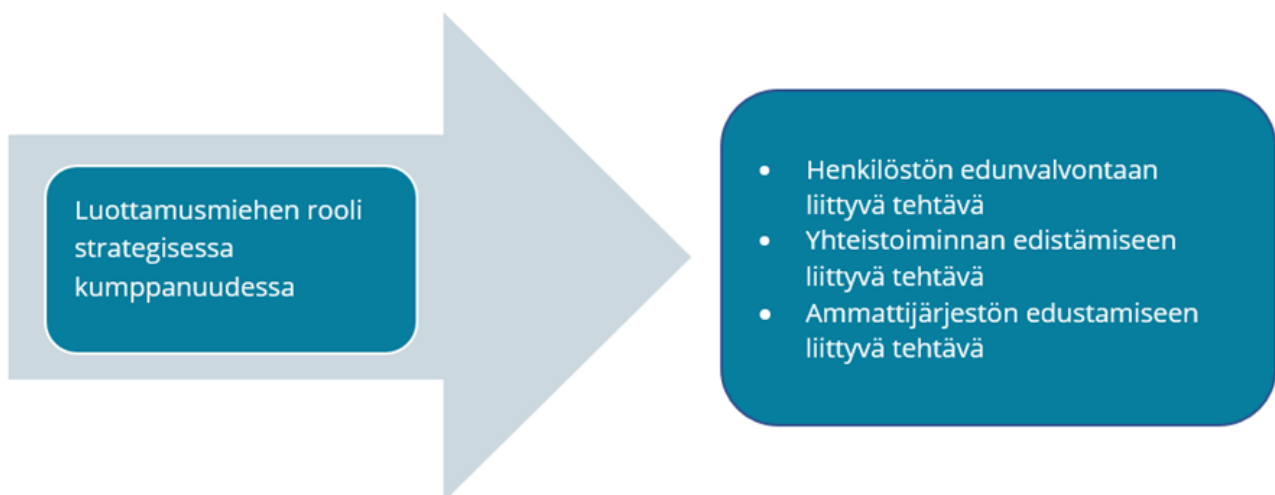 Luottamusmiehen rooli
strategisessa
kumppanuudessa
• Henkilöstön edunvalvontaan
liittyvä tehtävä
• Yhteistoiminnan edistämiseen
liittyvä tehtävä
• Ammattijärjestön edustamiseen
liittyvä tehtävä